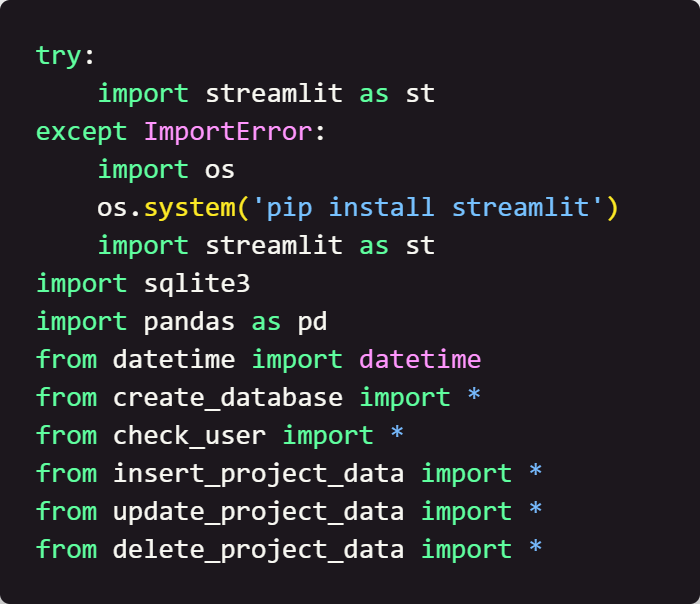 try:
    import streamlit as st
except ImportError:
    import os
    os.system('pip install streamlit')
    import streamlit as st
import sqlite3
import pandas as pd
from datetime import datetime
from create_database import *
from check_user import *
from insert_project_data import *
from update_project_data import *
from delete_project_data import *